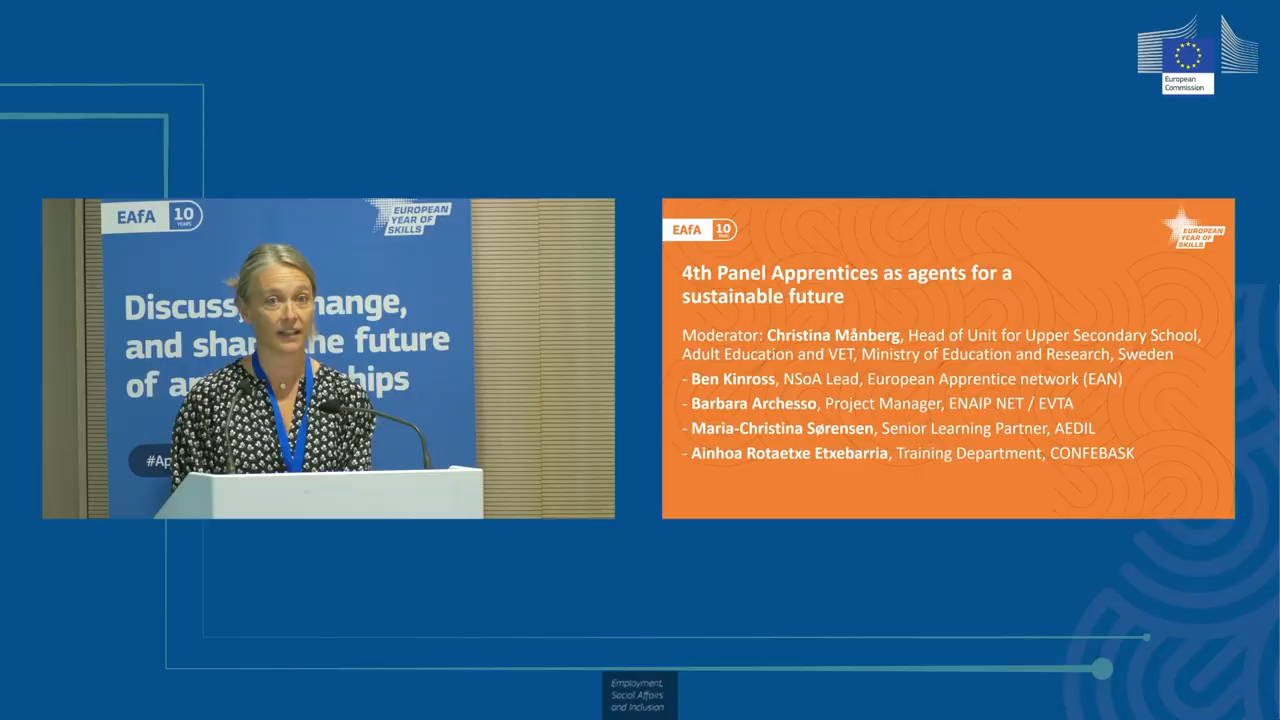 European
Commission
EAfA 10
YEARS
EUROPEAN
YEAR OF
SKILLS
Discuss, hange,
and sha he future
of a hips
#Ap
EAfA 10
EUROPEAN
YEAR OF
SKILLS
4th Panel Apprentices as agents for a
sustainable future
Moderator: Christina Månberg, Head of Unit for Upper Secondary School,
Adult Education and VET, Ministry of Education and Research, Sweden
- Ben Kinross, NSoA Lead, European Apprentice network (EAN)
- Barbara Archesso, Project Manager, ENAIP NET / EVTA
- Maria-Christina Sørensen, Senior Learning Partner, AEDIL
- Ainhoa Rotaetxe Etxebarria, Training Department, CONFEBASK
Employment,
Social Affairs
and Inclusion